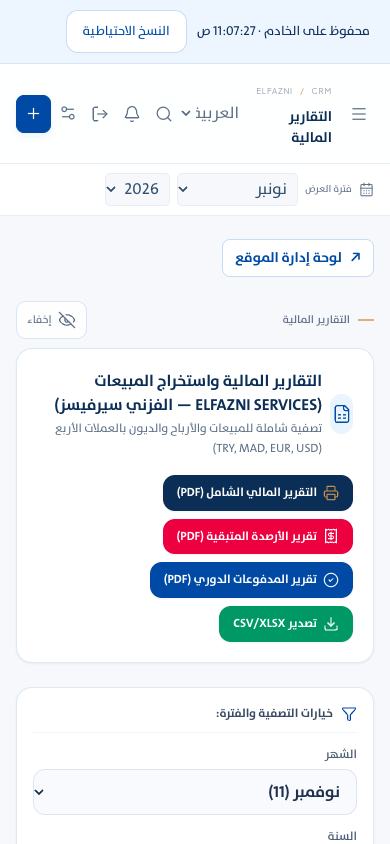 محفوظ على الخادم · 11:07:27 ص
النسخ الاحتياطية
ELFAZNI / CRM
التقارير المالية
العربية
فترة العرض
نونبر
2026
لوحة إدارة الموقع
التقارير المالية
إخفاء
التقارير المالية واستخراج المبيعات
(ELFAZNI SERVICES — الفزني سيرفيسز)
تصفية شاملة للمبيعات والأرباح والديون بالعملات الأربع
(TRY, MAD, EUR, USD)
التقرير المالي الشامل (PDF)
تقرير الأرصدة المتبقية (PDF)
تقرير المدفوعات الدوري (PDF)
تصدير CSV/XLSX
خيارات التصفية والفترة:
الشهر
نوفمبر (11)
السنة